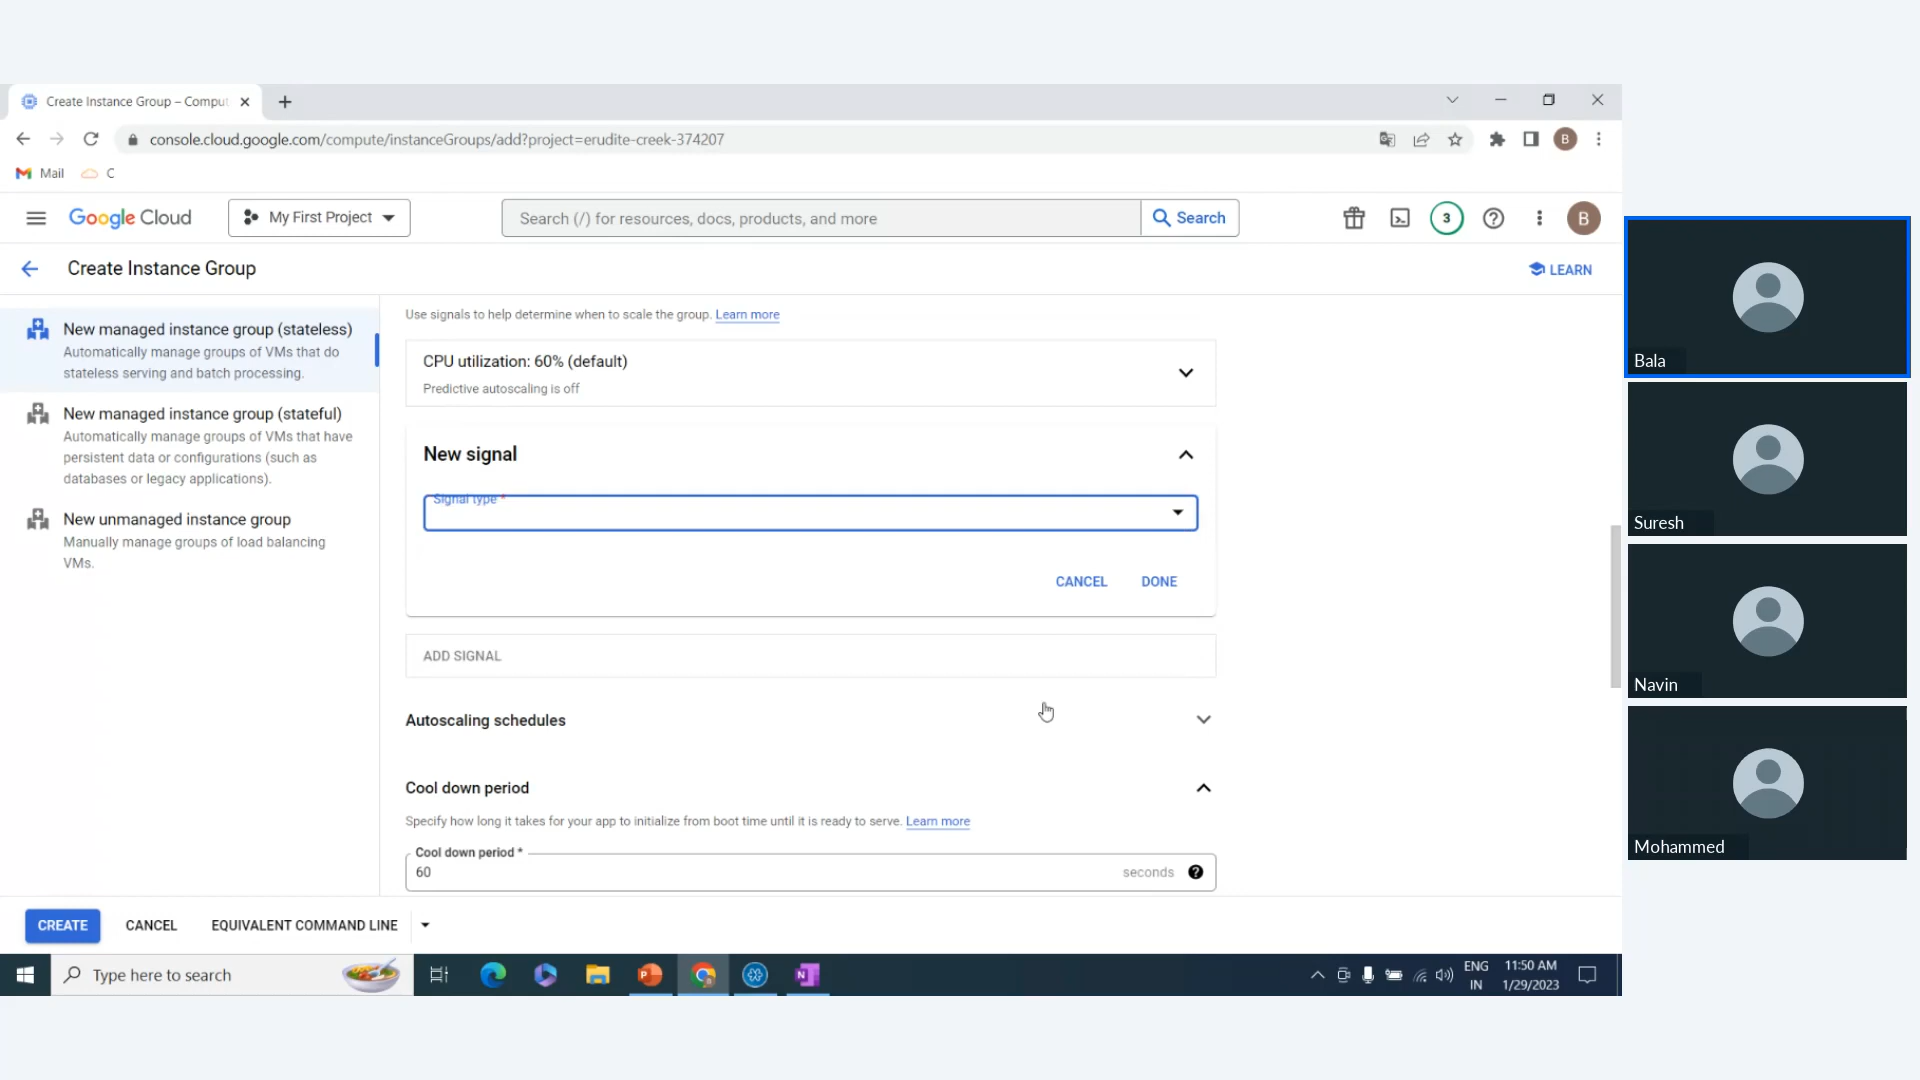 Create Instance Group – Comput
console.cloud.google.com/compute/instanceGroups/add?project=erudite-creek-374207
B
Mail
C
Google Cloud
My First Project
Search (/) for resources, docs, products, and more
Search
3
B
Create Instance Group
LEARN
New managed instance group (stateless)
Automatically manage groups of VMs that do
stateless serving and batch processing.
New managed instance group (stateful)
Automatically manage groups of VMs that have
persistent data or configurations (such as
databases or legacy applications).
New unmanaged instance group
Manually manage groups of load balancing
VMs.
Use signals to help determine when to scale the group. Learn more
CPU utilization: 60% (default)
Predictive autoscaling is off
New signal
Signal type *
CANCEL
DONE
ADD SIGNAL
Autoscaling schedules
Cool down period
Specify how long it takes for your app to initialize from boot time until it is ready to serve. Learn more
Cool down period *
60
seconds
CREATE
CANCEL
EQUIVALENT COMMAND LINE
Type here to search
ENG
IN
11:50 AM
1/29/2023
Bala
Suresh
Navin
Mohammed